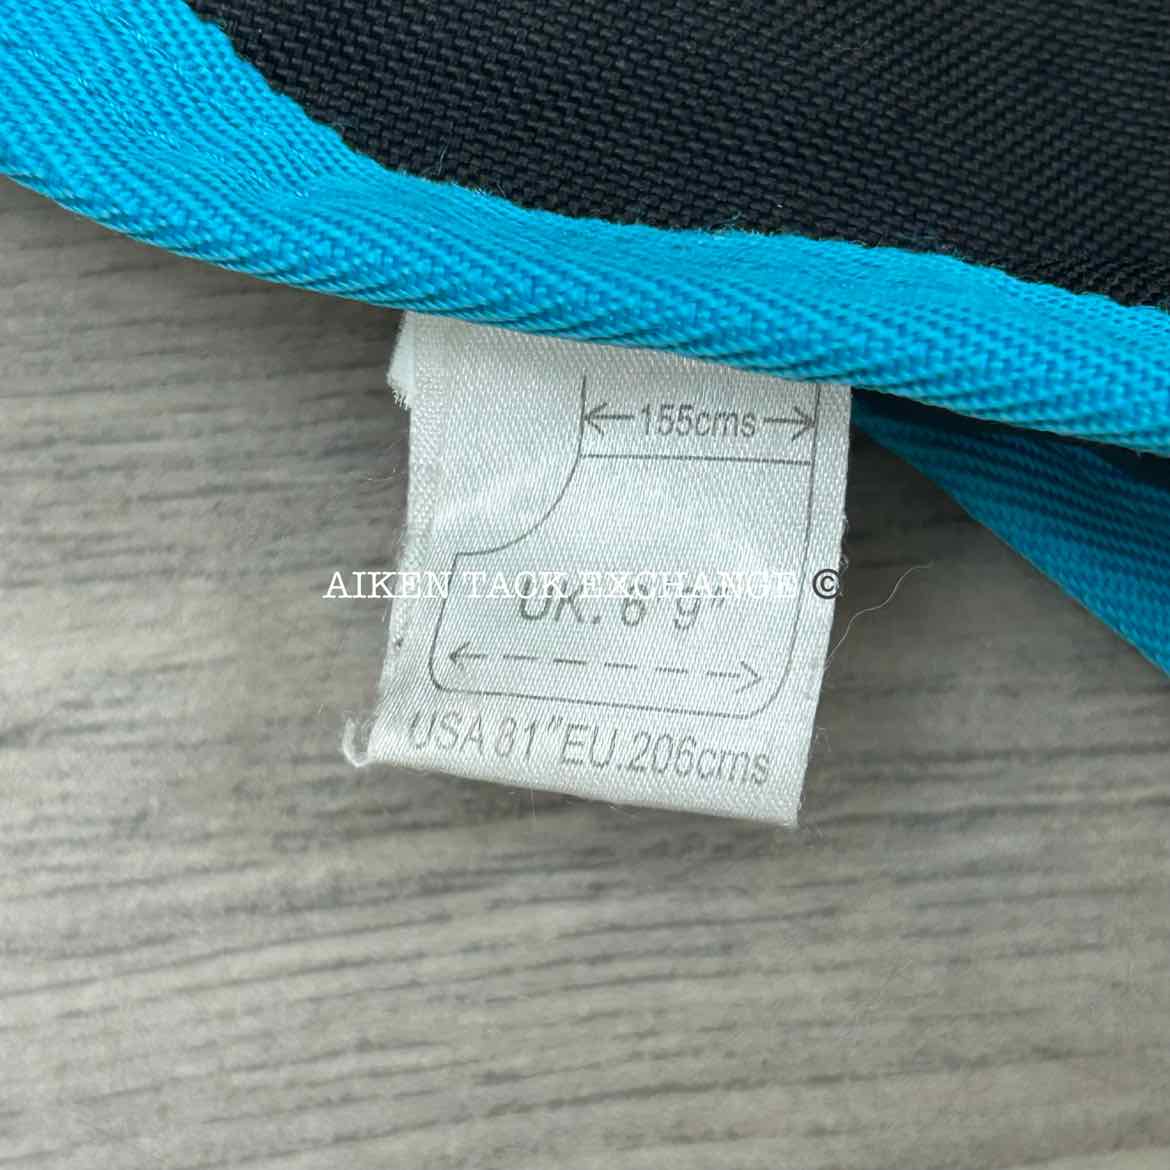 155cms
AIKEN TACK EXCHANGE ©
UK. 6' 9"
USA 81" EU.206cms